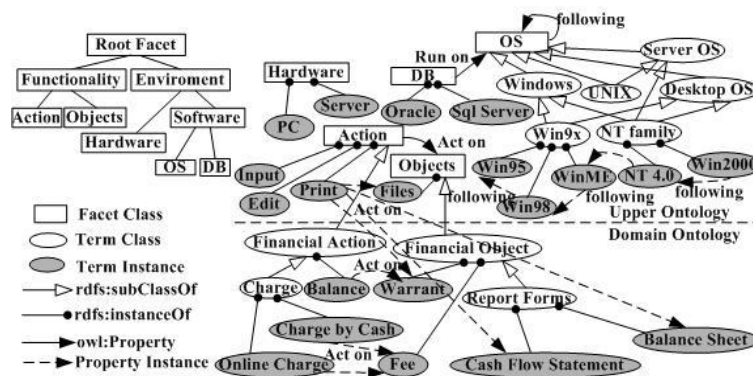 following
OS
Root Facet
Server OS
Run on
Hardware
DB
Functionality
Enviroment
Windows
Desktop OS
Server
Oracle
Sql Server
UNIX
Action
Objects
Software
PC
Action
Act on
Win9x
NT family
Hardware
Objects
OS
DB
Input
Win95
WinME
NT 4.0
Win2000
Print
Files
Edit
Act on
following
Win98
following
following
Facet Class
Upper Ontology
Term Class
Financial Action
Financial Object
Domain Ontology
Term Instance
Act on
rdfs:subClassOf
Charge
Balance
Warrant
Report Forms
rdfs:instanceOf
Charge by Cash
owl:Property
Balance Sheet
Act on
Property Instance
Online Charge
Fee
Cash Flow Statement